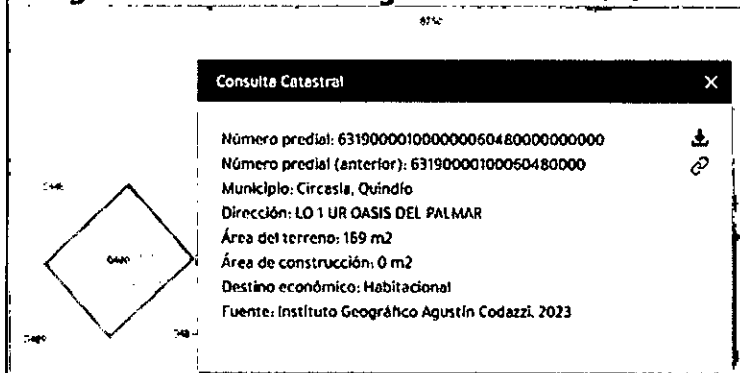 Consulta Catastral
Número predial: 631900001000000060480000000000
Número predial (anterior): 63190000100060480000
Municipio: Circasia, Quindío
Dirección: LO 1 UR OASIS DEL PALMAR
Área del terreno: 169 m2
Área de construcción: 0 m2
Destino económico: Habitacional
Fuente: Instituto Geográfico Agustín Codazzi, 2023